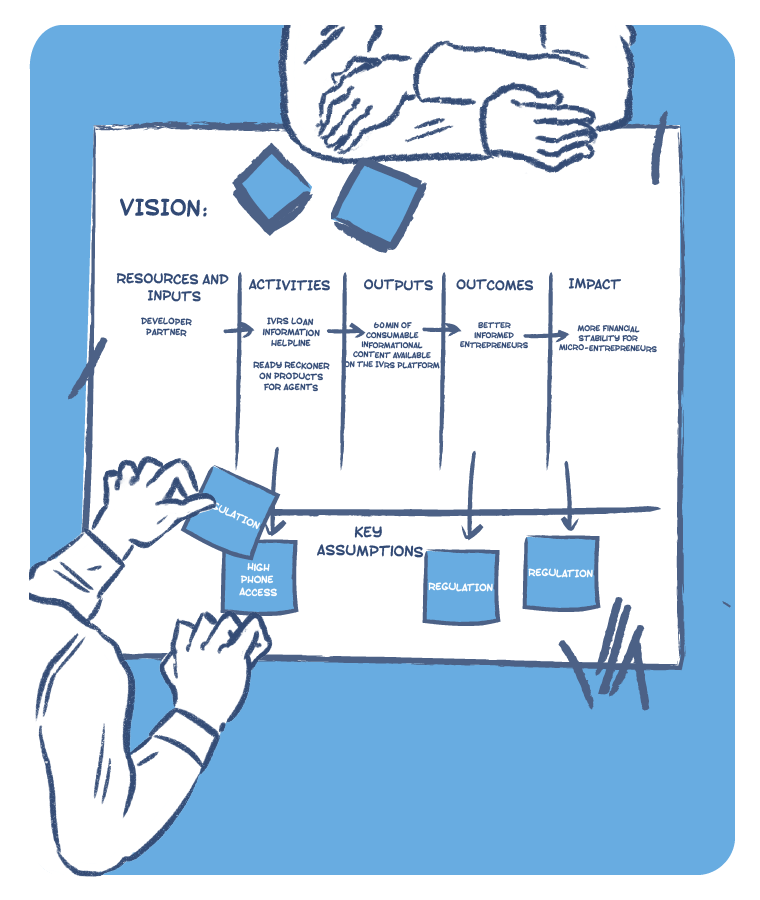 VISION:
RESOURCES AND
INPUTS
DEVELOPER
PARTNER
ACTIVITIES
IVRS LOAN
INFORMATION
HELPLINE
READY RECKONER
ON PRODUCTS
FOR AGENTS
OUTPUTS
60MIN OF
CONSUMABLE
INFORMATIONAL
CONTENT AVAILABLE
ON THE IVRS PLATFORM
OUTCOMES
BETTER
INFORMED
ENTREPRENEURS
IMPACT
MORE FINANCIAL
STABILITY FOR
MICRO-ENTREPRENEURS
KEY
ASSUMPTIONS
GULATION
HIGH
PHONE
ACCESS
REGULATION
REGULATION